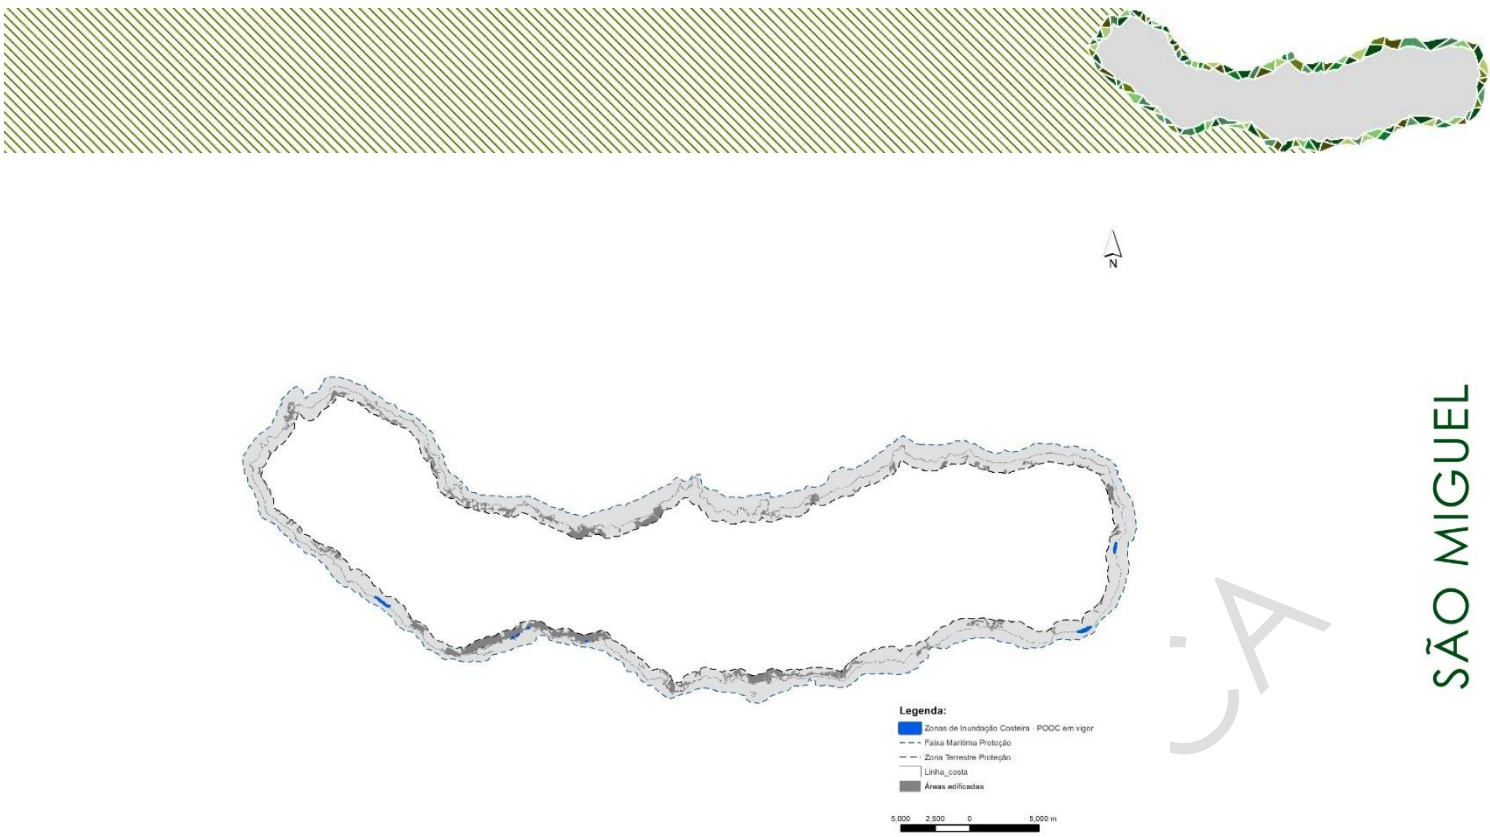 N
SÃO MIGUEL
CA
Legenda:
Zonas de Inundação Costeira - POOC em vigor
Faixa Marítima Proteção
Zona Terrestre Proteção
Linha_costa
Áreas edificadas
5,000 2,500 0 5,000 m